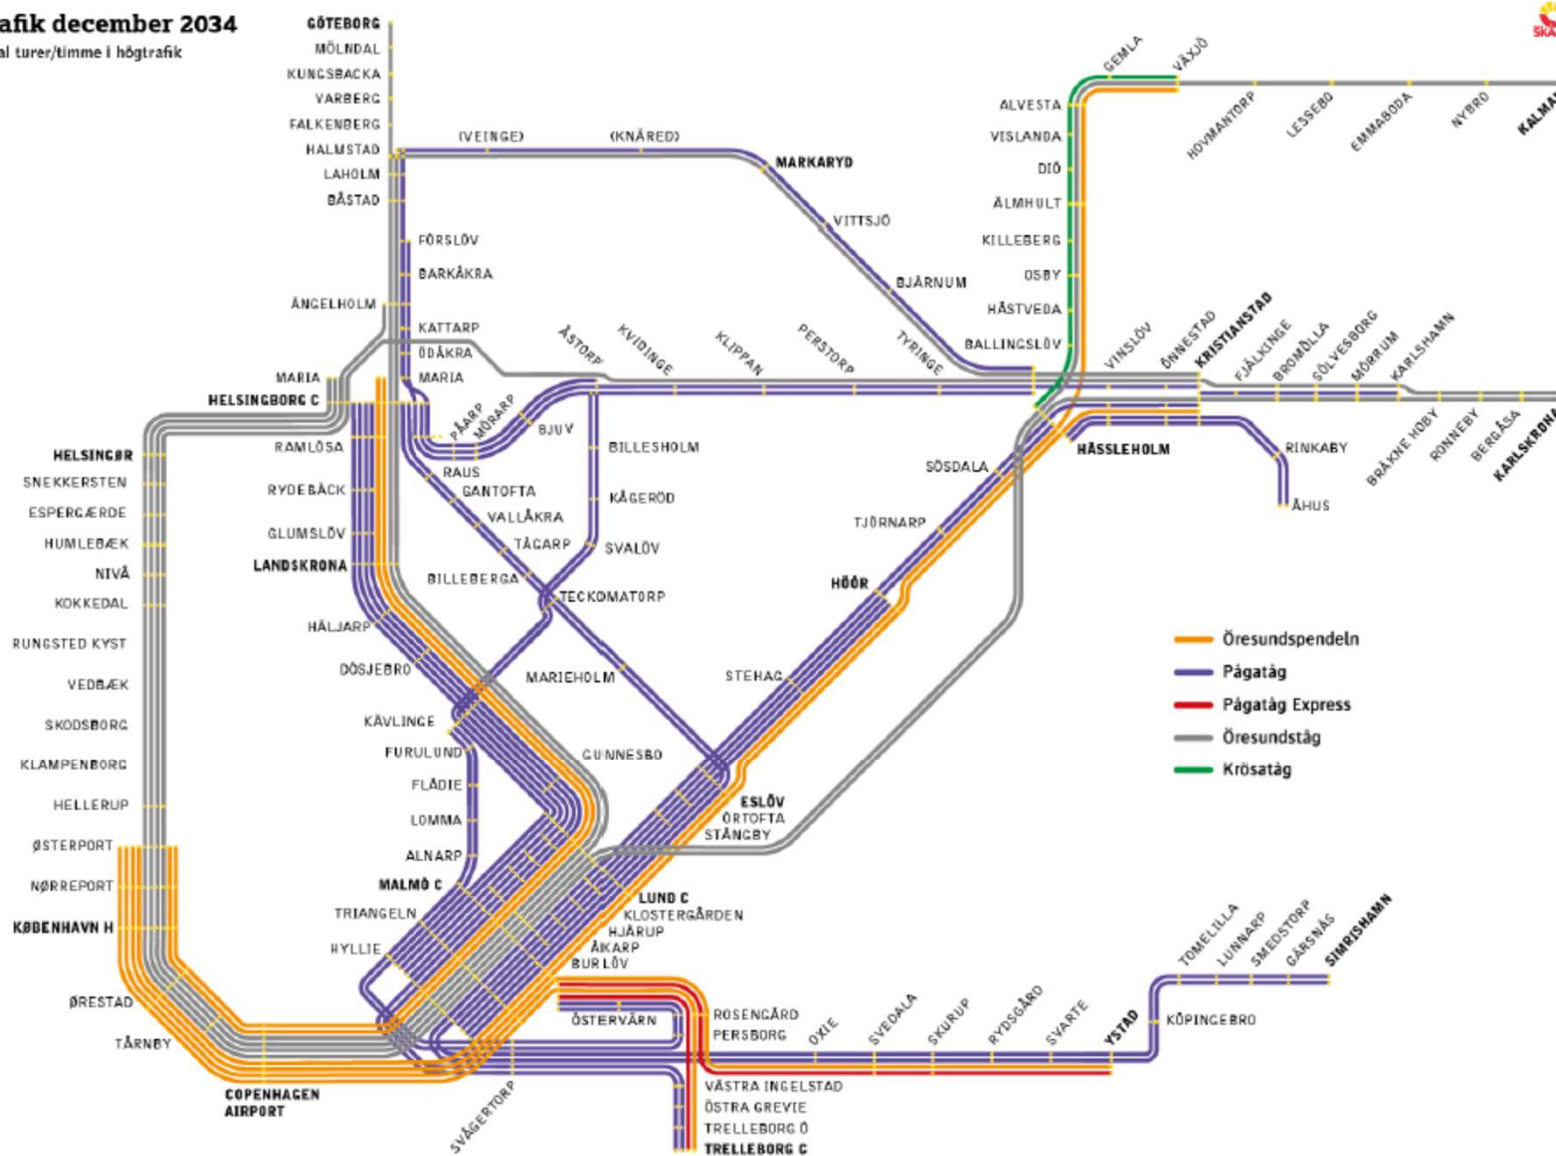 afik december 2034
al turer/timme i högtrafik
SKÅ
GÖTEBORG
MÖLNDAL
KUNGSBACKA
VARBERG
FALKENBERG
HALMSTAD
LAHOLM
BÅSTAD
(VEINGE)
(KNÄRED)
MARKARYD
VITTSJÖ
BJÄRNUM
GEMLA
VÄXJÖ
ALVESTA
VISLANDA
DIÖ
ÄLMHULT
KILLEBERG
OSBY
HÄSTVEDA
BALLINGSLÖV
HOVMANTORP
LESSEBO
EMMABODA
NYBRO
KALMA
FÖRSLÖV
BARKÅKRA
ÄNGELHOLM
KATTARP
ÖDÅKRA
MARIA
MARIA
HELSINGBORG C
ÅSTORP
KVIDINGE
KLIPPAN
PERSTORP
TYRINGE
VINSLÖV
ÖNNESTAD
KRISTIANSTAD
FJÄLKINGE
BROMÖLLA
SÖLVESBORG
MÖRRUM
KARLSHAMN
BRÄKNE HOBY
RONNEBY
BERGÅSA
KARLSKRONA
PÅARP
MÖRARP
BJUV
RAMLÖSA
RYDEBÄCK
GLUMSLÖV
LANDSKRONA
HÄLJARP
DÖSJEBRO
KÄVLINGE
FURULUND
FLÄDIE
LOMMA
ALNARP
RAUS
GANTOFTA
VALLÅKRA
TÅGARP
BILLEBERGA
TECKOMATORP
MARIEHOLM
BILLESHOLM
KÅGERÖD
SVALÖV
HÄSSLEHOLM
RINKABY
ÅHUS
SÖSDALA
TJÖRNARP
HÖÖR
STEHAG
GUNNESBO
ESLÖV
ÖRTOFTA
STÅNGBY
HELSINGØR
SNEKKERSTEN
ESPERGÆRDE
HUMLEBÆK
NIVÅ
KOKKEDAL
RUNGSTED KYST
VEDBÆK
SKODSBORG
KLAMPENBORG
HELLERUP
ØSTERPORT
NØRREPORT
KØBENHAVN H
ØRESTAD
TÅRNBY
COPENHAGEN
AIRPORT
MALMÖ C
TRIANGELN
HYLLIE
LUND C
KLOSTERGÅRDEN
HJÄRUP
ÅKARP
BURLÖV
ÖSTERVÄRN
ROSENGÅRD
PERSBORG
SVÅGERTORP
OXIE
SVEDALA
SKURUP
RYDSGÅRD
SVARTE
YSTAD
KÖPINGEBRO
TOMELILLA
LUNNARP
SMEDSTORP
GÄRSNÄS
SIMRISHAMN
VÄSTRA INGELSTAD
ÖSTRA GREVIE
TRELLEBORG Ö
TRELLEBORG C
Öresundspendeln
Pågatåg
Pågatåg Express
Öresundståg
Krösatåg